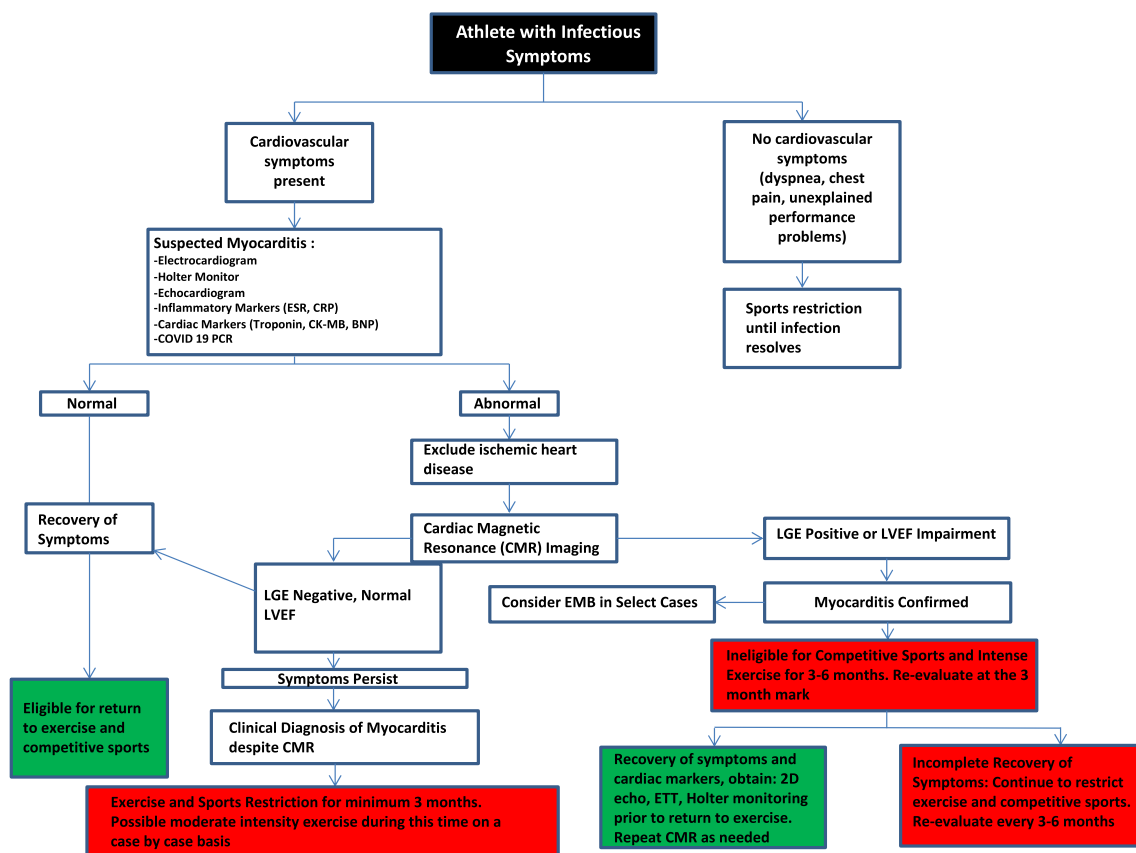 Athlete with Infectious
Symptoms
Cardiovascular
symptoms
present
No cardiovascular
symptoms
(dyspnea, chest
pain, unexplained
performance
problems)
Suspected Myocarditis :
-Electrocardiogram
-Holter Monitor
-Echocardiogram
-Inflammatory Markers (ESR, CRP)
-Cardiac Markers (Troponin, CK-MB, BNP)
-COVID 19 PCR
Sports restriction
until infection
resolves
Normal
Abnormal
Exclude ischemic heart
disease
Recovery of
Symptoms
Cardiac Magnetic
Resonance (CMR) Imaging
LGE Positive or LVEF Impairment
LGE Negative, Normal
LVEF
Consider EMB in Select Cases
Myocarditis Confirmed
Symptoms Persist
Ineligible for Competitive Sports and Intense
Exercise for 3-6 months. Re-evaluate at the 3
month mark
Eligible for return
to exercise and
competitive sports
Clinical Diagnosis of Myocarditis
despite CMR
Recovery of symptoms and
cardiac markers, obtain: 2D
echo, ETT, Holter monitoring
prior to return to exercise.
Repeat CMR as needed
Incomplete Recovery of
Symptoms: Continue to restrict
exercise and competitive sports.
Re-evaluate every 3-6 months
Exercise and Sports Restriction for minimum 3 months.
Possible moderate intensity exercise during this time on a
case by case basis